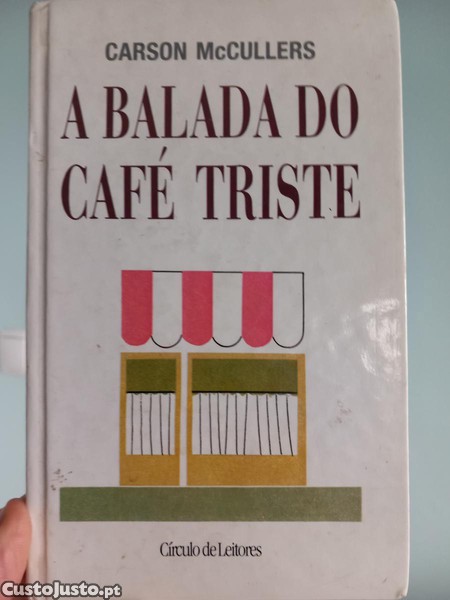 CARSON McCULLERS
A BALADA DO
CAFÉ TRISTE
Círculo de Leitores
CustoJusto.pt